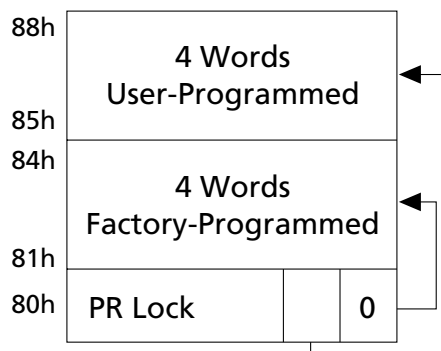 88h
4 Words
User-Programmed
85h
84h
4 Words
Factory-Programmed
81h
80h PR Lock 0